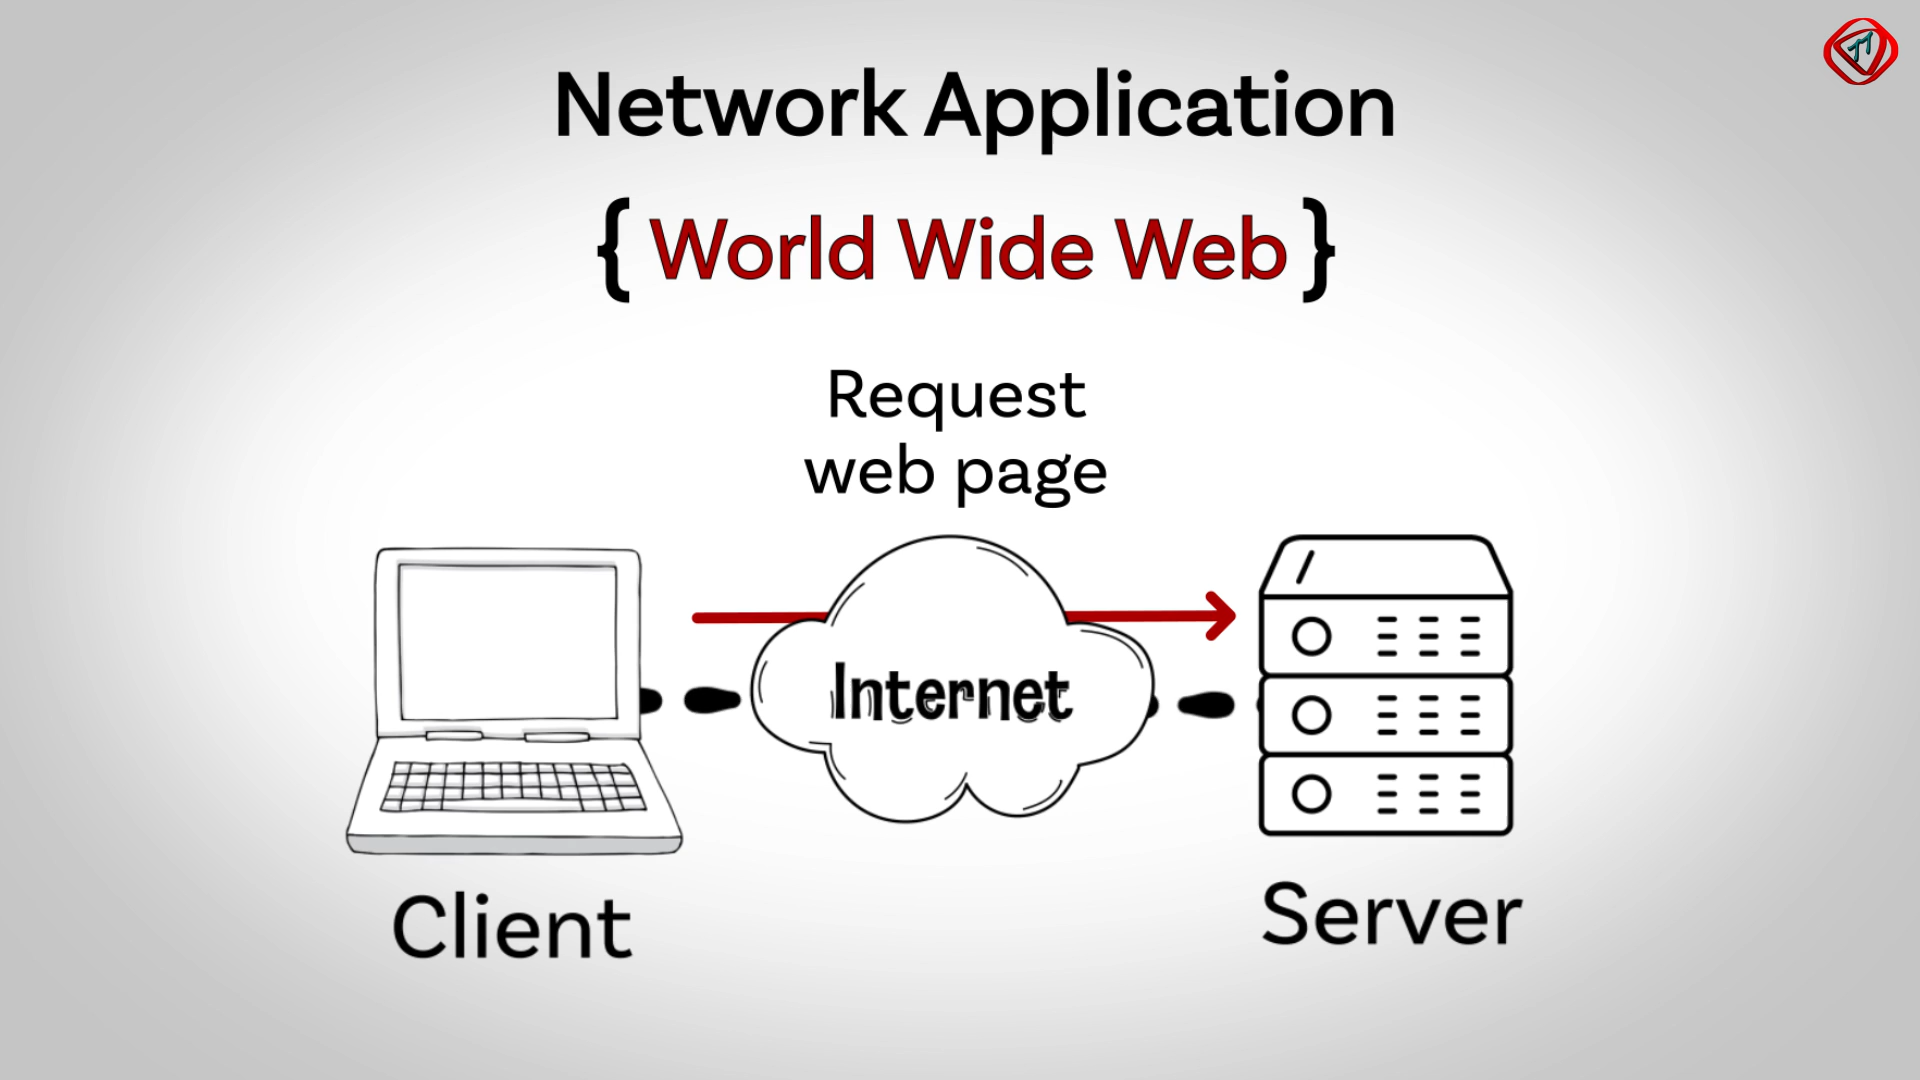 Network Application
{ World Wide Web }
Request
web page
Internet
Client
Server